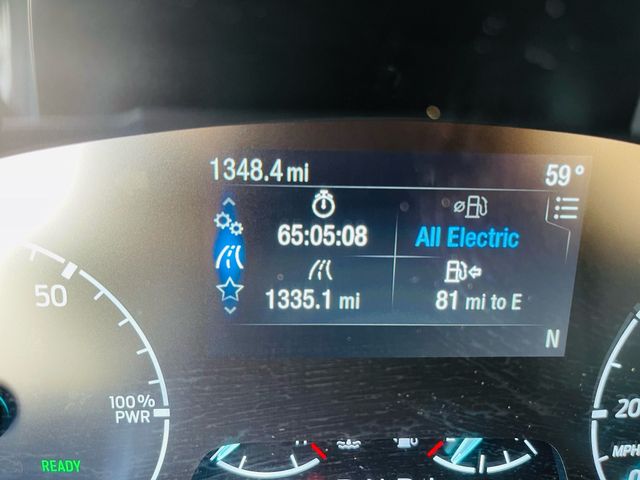 1348.4 mi 59°
65:05:08 All Electric
1335.1 mi 81 mi to E
N
50
100%
PWR
20
MPH
READY